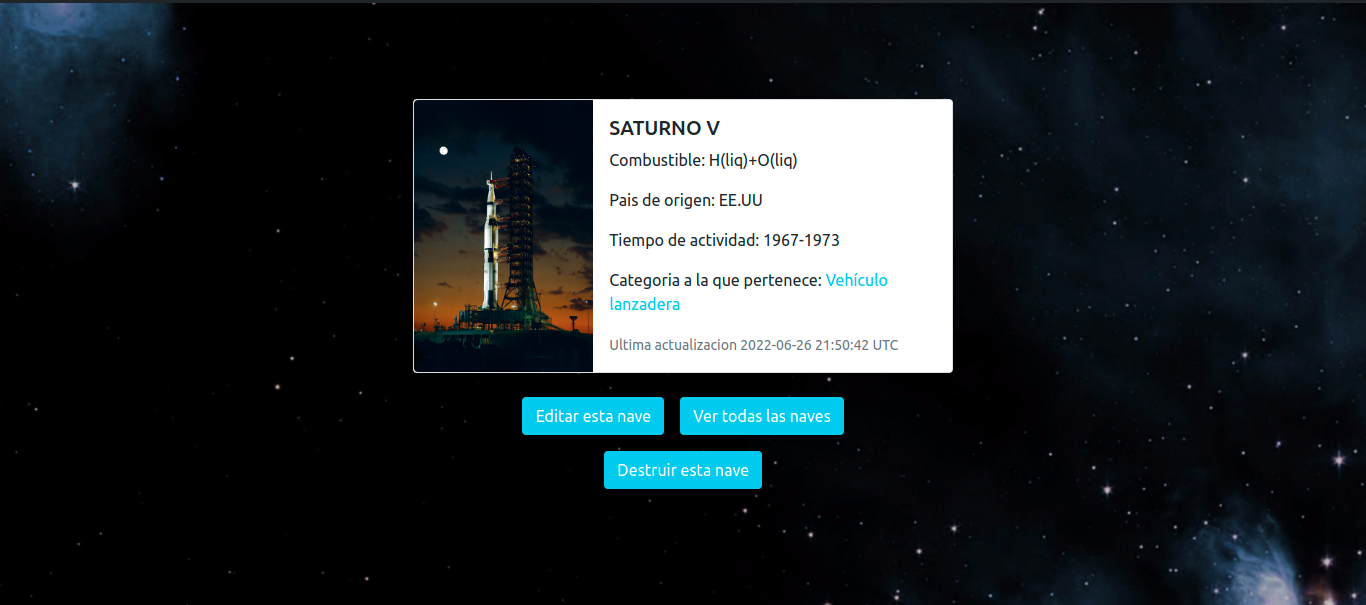 SATURNO V
Combustible: H(liq)+O(liq)
Pais de origen: EE.UU
Tiempo de actividad: 1967-1973
Categoria a la que pertenece: Vehículo
lanzadera
Ultima actualizacion 2022-06-26 21:50:42 UTC
Editar esta nave
Ver todas las naves
Destruir esta nave